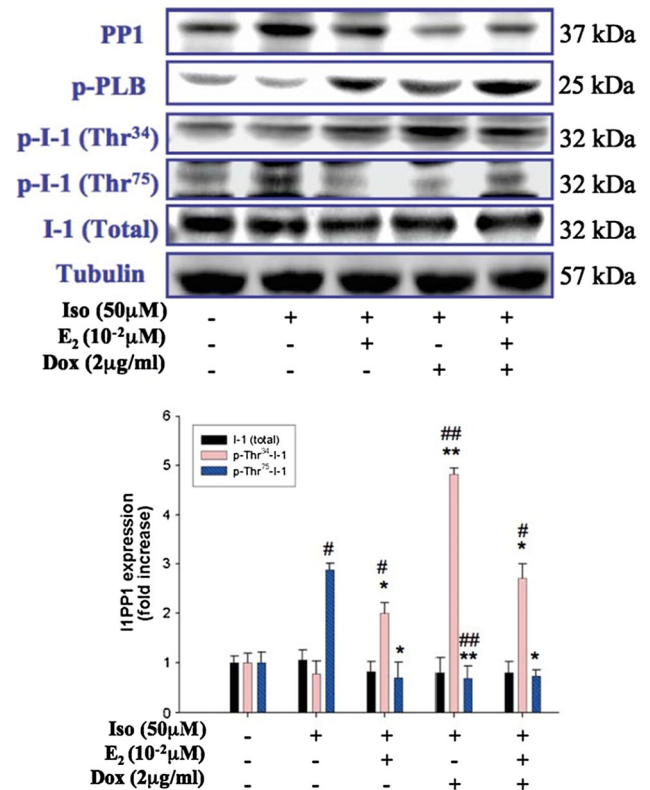 PP1 37 kDa
p-PLB 25 kDa
p-I-1 (Thr³⁴) 32 kDa
p-I-1 (Thr⁷⁵) 32 kDa
I-1 (Total) 32 kDa
Tubulin 57 kDa
Iso (50μM) - + + + +
E₂ (10⁻²μM) - - + - +
Dox (2μg/ml) - - - + +
6
I-1 (total)
p-Thr³⁴-I-1
p-Thr⁷⁵-I-1
5
4
3
2
1
0
I1PP1 expression
(fold increase)
#
# *
* 
## **
## **
# *
*
Iso (50μM) - + + + +
E₂ (10⁻²μM) - - + - +
Dox (2μg/ml) - - - + +